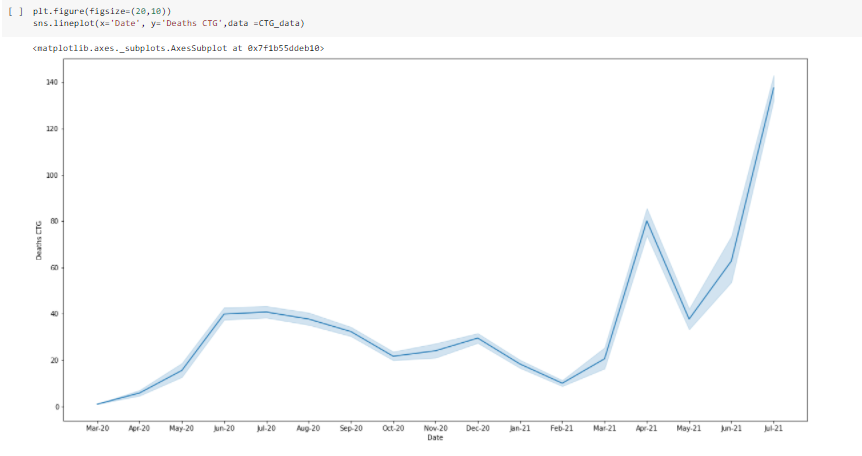 [ ] plt.figure(figsize=(20,10))
sns.lineplot(x='Date', y='Deaths CTG',data =CTG_data)
<matplotlib.axes._subplots.AxesSubplot at 0x7f1b55ddeb10>
140
120
100
80
60
40
20
0
Deaths CTG
Mar-20 Apr-20 May-20 Jun-20 Jul-20 Aug-20 Sep-20 Oct-20 Nov-20 Dec-20 Jan-21 Feb-21 Mar-21 Apr-21 May-21 Jun-21 Jul-21
Date